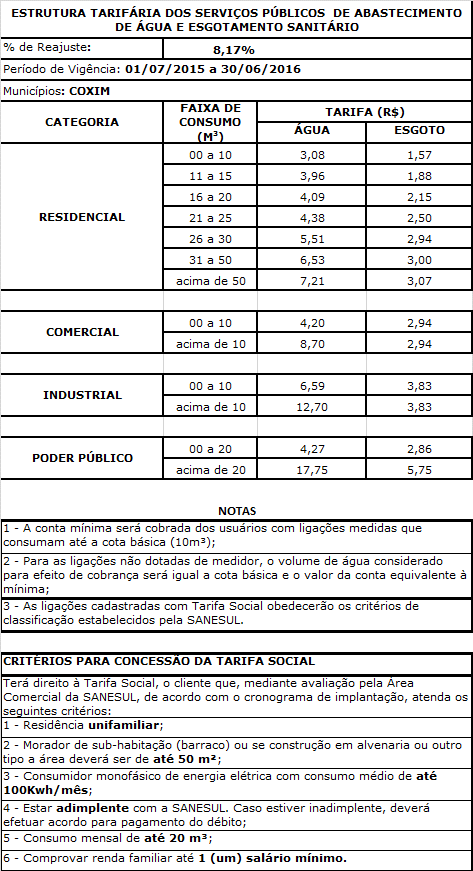 ESTRUTURA TARIFÁRIA DOS SERVIÇOS PÚBLICOS DE ABASTECIMENTO
DE ÁGUA E ESGOTAMENTO SANITÁRIO
% de Reajuste: 8,17%
Período de Vigência: 01/07/2015 a 30/06/2016
Municípios: COXIM
CATEGORIA FAIXA DE CONSUMO (M³) TARIFA (R$)
ÁGUA ESGOTO
RESIDENCIAL
00 a 10 3,08 1,57
11 a 15 3,96 1,88
16 a 20 4,09 2,15
21 a 25 4,38 2,50
26 a 30 5,51 2,94
31 a 50 6,53 3,00
acima de 50 7,21 3,07
COMERCIAL
00 a 10 4,20 2,94
acima de 10 8,70 2,94
INDUSTRIAL
00 a 10 6,59 3,83
acima de 10 12,70 3,83
PODER PÚBLICO
00 a 20 4,27 2,86
acima de 20 17,75 5,75
NOTAS
1 - A conta mínima será cobrada dos usuários com ligações medidas que
consumam até a cota básica (10m³);
2 - Para as ligações não dotadas de medidor, o volume de água considerado
para efeito de cobrança será igual a cota básica e o valor da conta equivalente à
mínima;
3 - As ligações cadastradas com Tarifa Social obedecerão os critérios de
classificação estabelecidos pela SANESUL.
CRITÉRIOS PARA CONCESSÃO DA TARIFA SOCIAL
Terá direito à Tarifa Social, o cliente que, mediante avaliação pela Área
Comercial da SANESUL, de acordo com o cronograma de implantação, atenda os
seguintes critérios:
1 - Residência unifamiliar;
2 - Morador de sub-habitação (barraco) ou se construção em alvenaria ou outro
tipo a área deverá ser de até 50 m²;
3 - Consumidor monofásico de energia elétrica com consumo médio de até
100Kwh/mês;
4 - Estar adimplente com a SANESUL. Caso estiver inadimplente, deverá
efetuar acordo para pagamento do débito;
5 - Consumo mensal de até 20 m³;
6 - Comprovar renda familiar até 1 (um) salário mínimo.